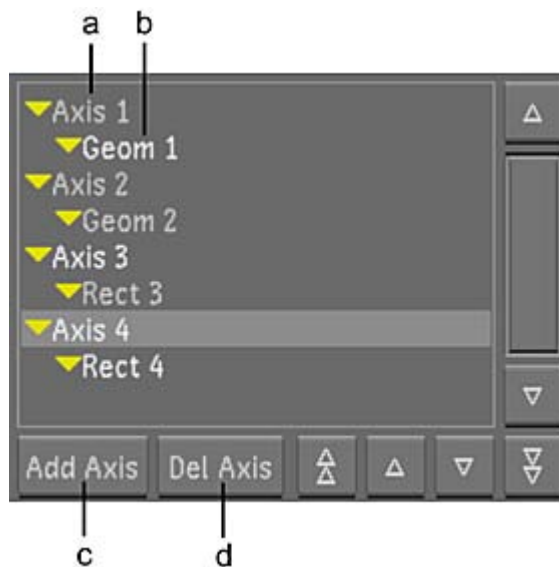 a b
Axis 1
Geom 1
Axis 2
Geom 2
Axis 3
Rect 3
Axis 4
Rect 4
Add Axis Del Axis
c d